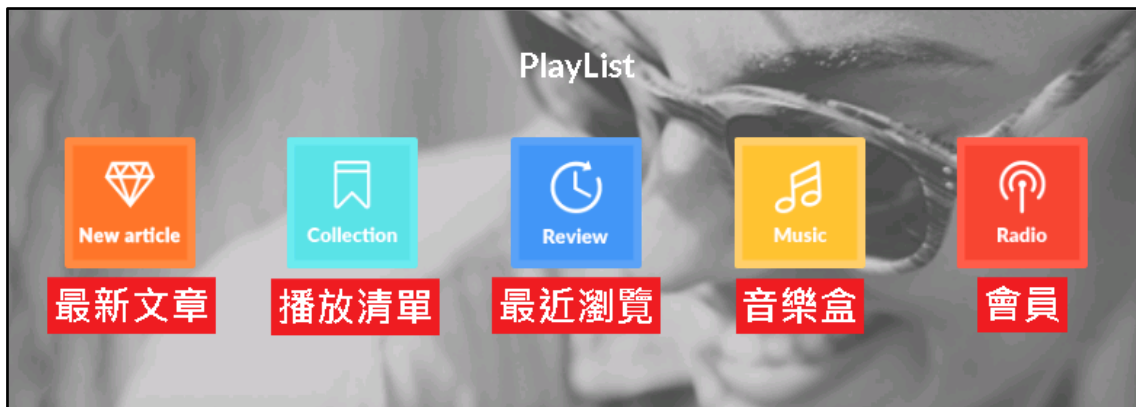 PlayList
New article
Collection
Review
Music
Radio
最新文章
播放清單
最近瀏覽
音樂盒
會員